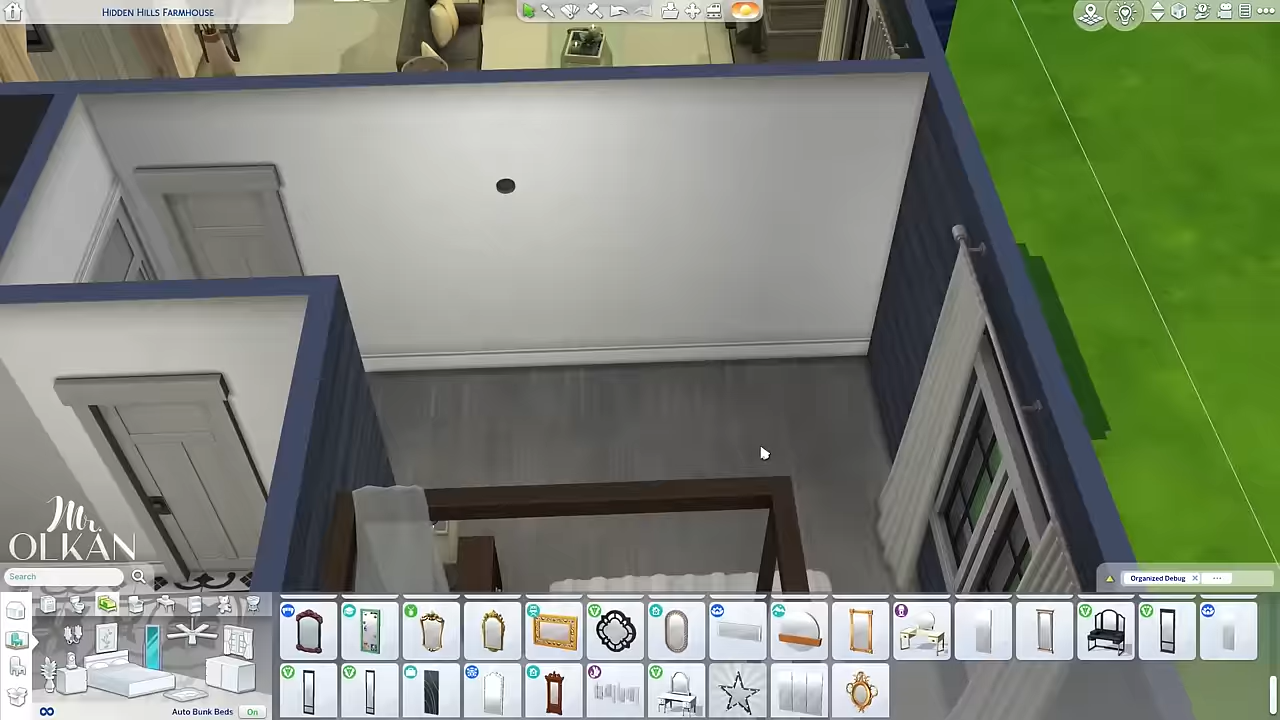 HIDDEN HILLS FARMHOUSE
Mr.
OLKAN
Search
Organized Debug
Auto Bunk Beds On